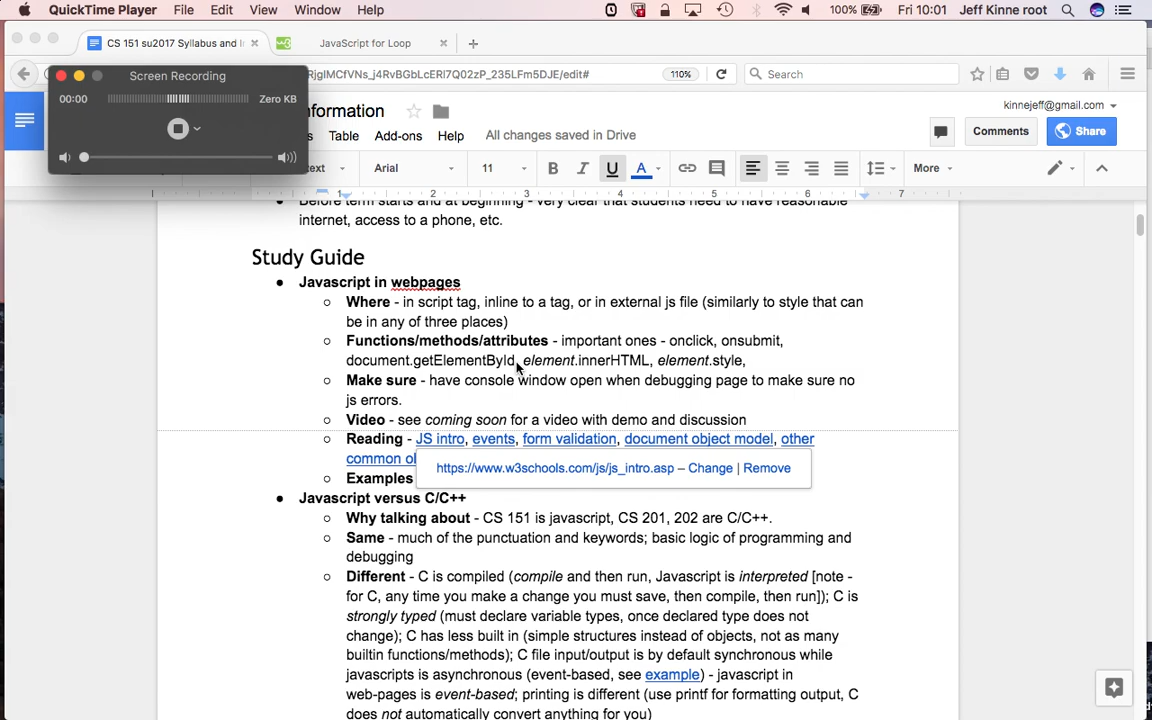 QuickTime Player File Edit View Window Help 100% Fri 10:01 Jeff Kinne root
CS 151 su2017 Syllabus and I
JavaScript for Loop
RjglMCfVNs_j4RvBGbLcERl7Q02zP_235LFm5DJE/edit#
110%
Search
Screen Recording
00:00
Zero KB
nformation
kinnejeff@gmail.com
s Table Add-ons Help All changes saved in Drive
Comments
Share
text Arial 11 B I U A More
1 2 3 4 5 6 7
Before term starts and at beginning - very clear that students need to have reasonable
internet, access to a phone, etc.
Study Guide
● Javascript in webpages
○ Where - in script tag, inline to a tag, or in external js file (similarly to style that can
be in any of three places)
○ Functions/methods/attributes - important ones - onclick, onsubmit,
document.getElementById, element.innerHTML, element.style,
○ Make sure - have console window open when debugging page to make sure no
js errors.
○ Video - see coming soon for a video with demo and discussion
○ Reading - JS intro, events, form validation, document object model, other
common ol
https://www.w3schools.com/js/js_intro.asp – Change | Remove
○ Examples
● Javascript versus C/C++
○ Why talking about - CS 151 is javascript, CS 201, 202 are C/C++.
○ Same - much of the punctuation and keywords; basic logic of programming and
debugging
○ Different - C is compiled (compile and then run, Javascript is interpreted [note -
for C, any time you make a change you must save, then compile, then run]); C is
strongly typed (must declare variable types, once declared type does not
change); C has less built in (simple structures instead of objects, not as many
builtin functions/methods); C file input/output is by default synchronous while
javascripts is asynchronous (event-based, see example) - javascript in
web-pages is event-based; printing is different (use printf for formatting output, C
does not automatically convert anything for you)